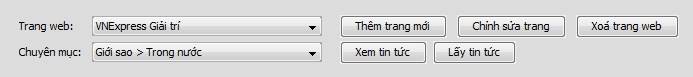 Trang web: VNExpress Giải trí Thêm trang mới Chỉnh sửa trang Xoá trang web
Chuyên mục: Giới sao > Trong nước Xem tin tức Lấy tin tức